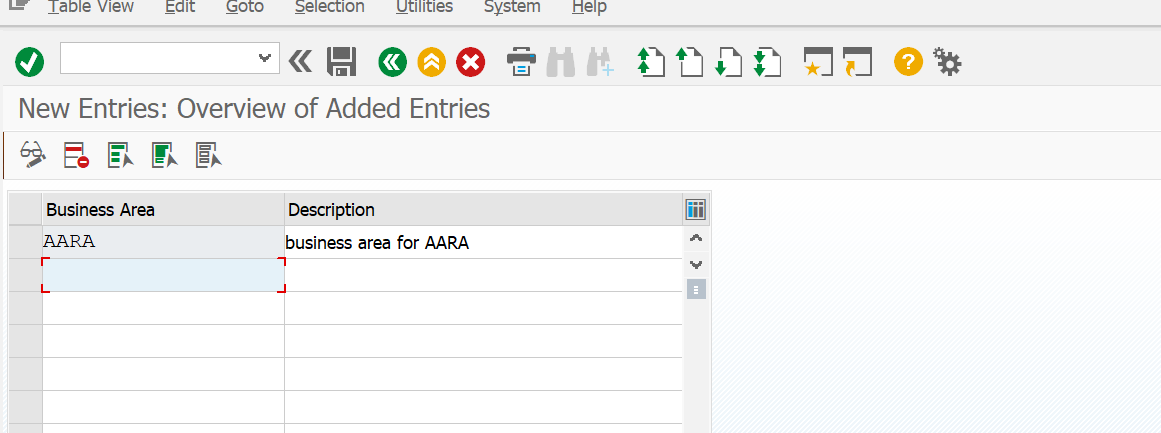 Table View Edit Goto Selection Utilities System Help
New Entries: Overview of Added Entries
Business Area Description
AARA business area for AARA